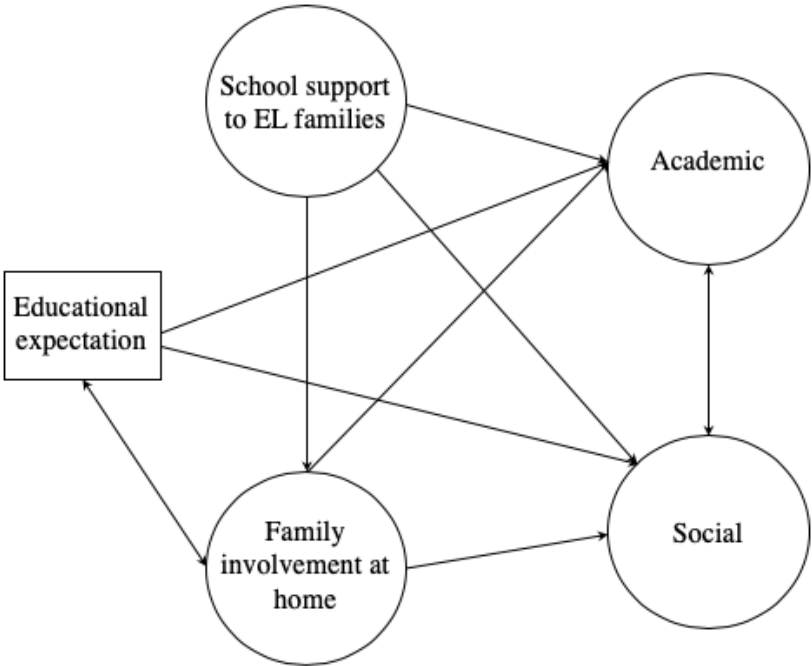 School support
to EL families
Academic
Educational
expectation
Family
involvement at
home
Social